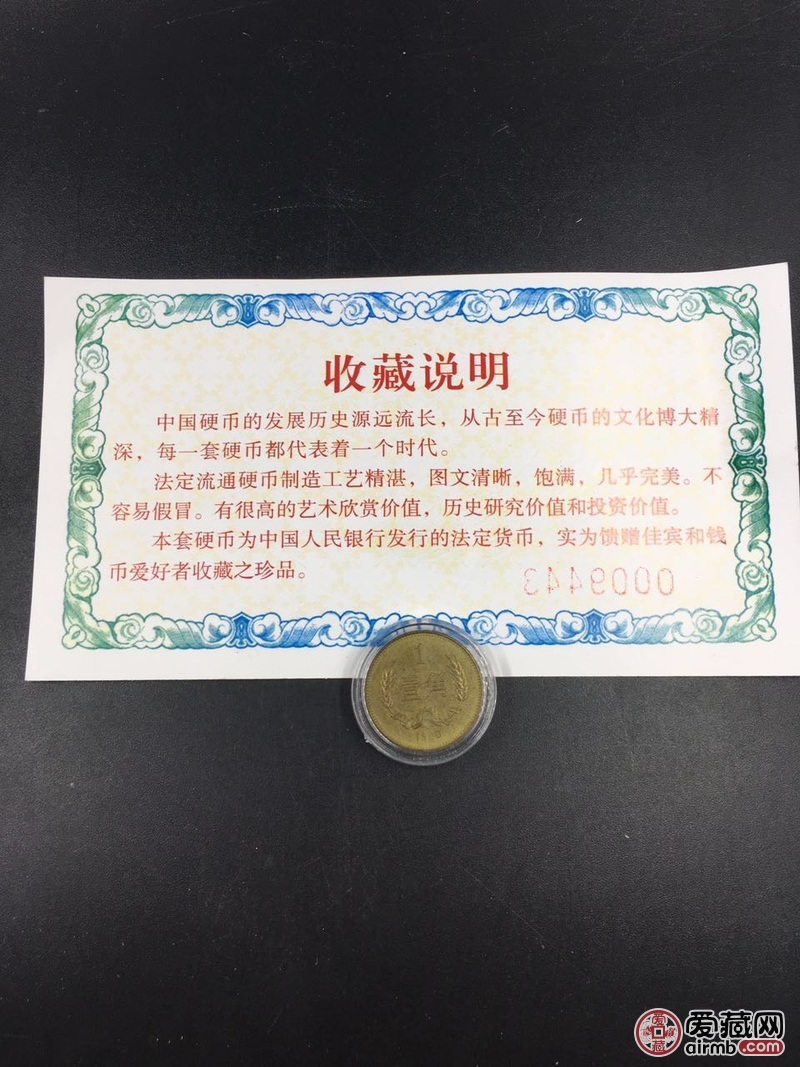 收藏说明
中国硬币的发展历史源远流长，从古至今硬币的文化博大精
深，每一套硬币都代表着一个时代。
法定流通硬币制造工艺精湛，图文清晰，饱满，几乎完美。不
容易假冒。有很高的艺术欣赏价值，历史研究价值和投资价值。
本套硬币为中国人民银行发行的法定货币，实为馈赠佳宾和钱
币爱好者收藏之珍品。
0009443
1
壹角
爱藏网
airmb.com